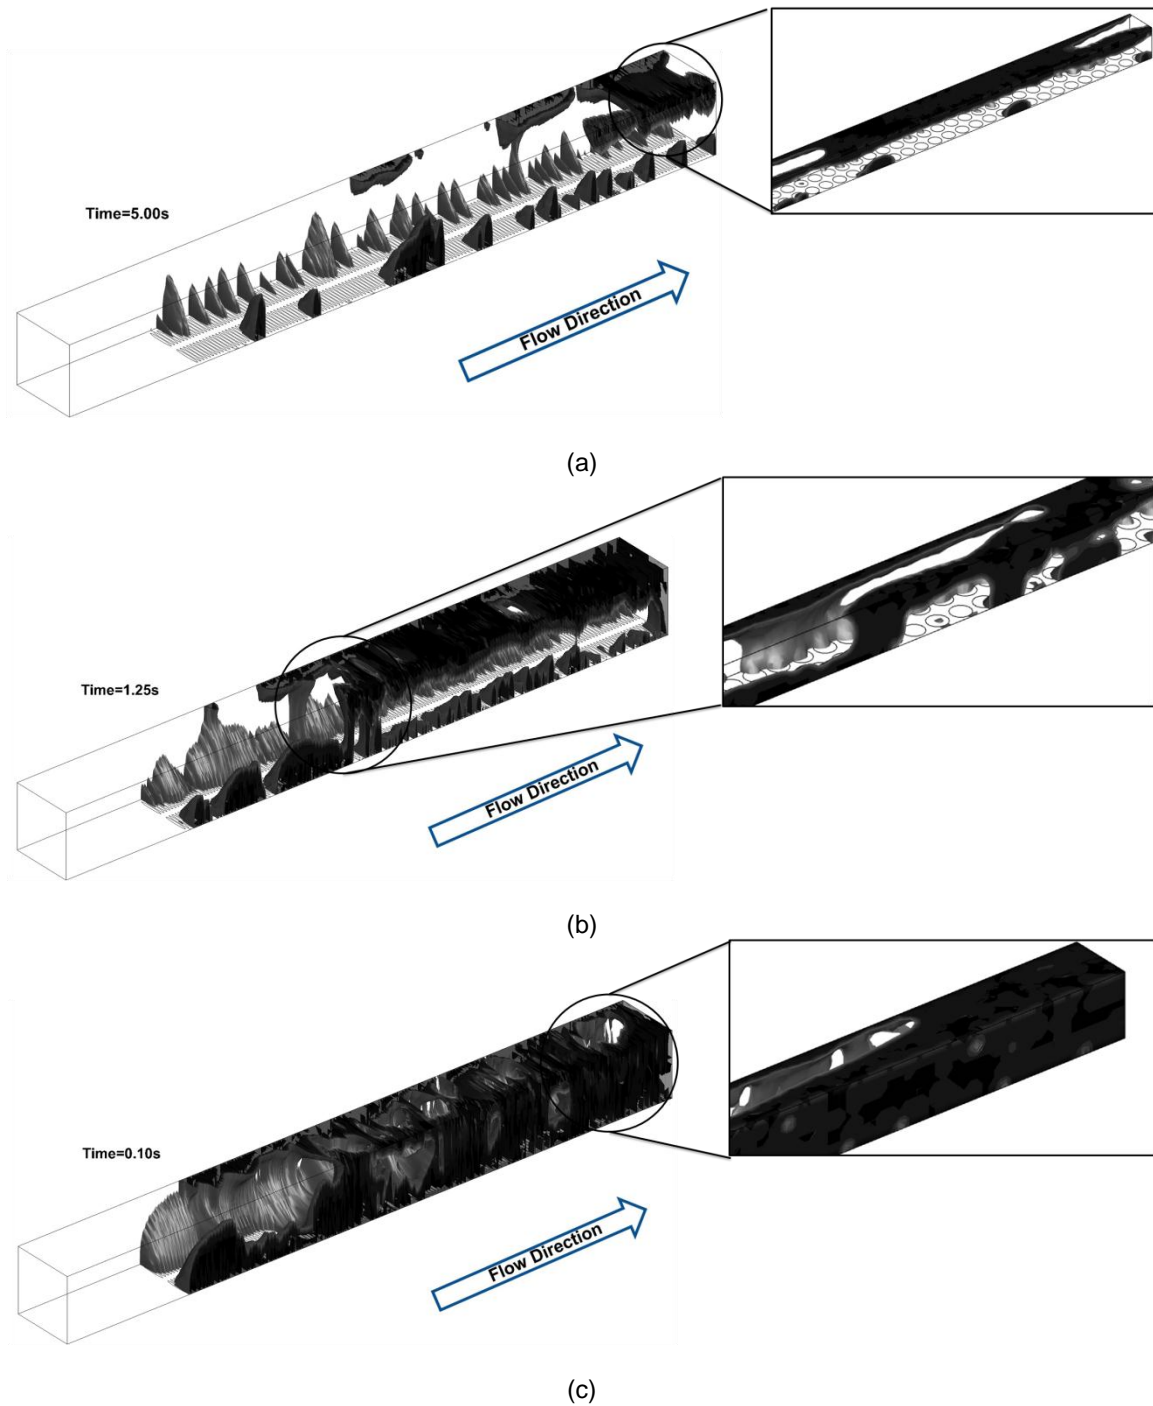 Time=5.00s
Flow Direction
(a)
Time=1.25s
Flow Direction
(b)
Time=0.10s
Flow Direction
(c)